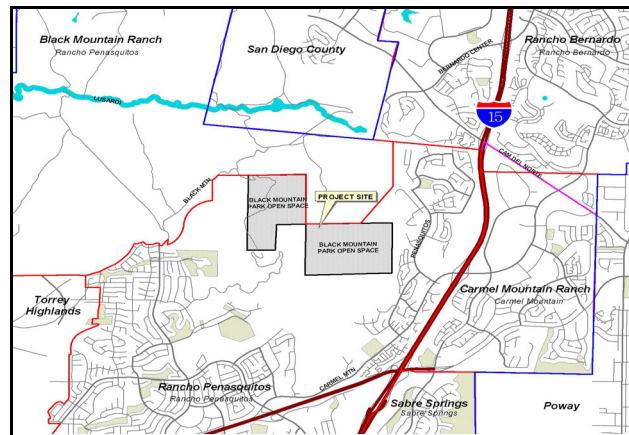 Black Mountain Ranch
Rancho Penasquitos
San Diego County
Rancho Bernardo
Rancho Bernardo
BERNARDO CENTER
LUSARDI
15
CAM DEL NORTE
BLACK MTN
BLACK MOUNTAIN
PARK OPEN SPACE
PROJECT SITE
BLACK MOUNTAIN
PARK OPEN SPACE
PENASQUITOS
Carmel Mountain Ranch
Carmel Mountain
Torrey
Highlands
CARMEL MTN
Rancho Penasquitos
Rancho Penasquitos
Sabre Springs
Sabre Springs
Poway